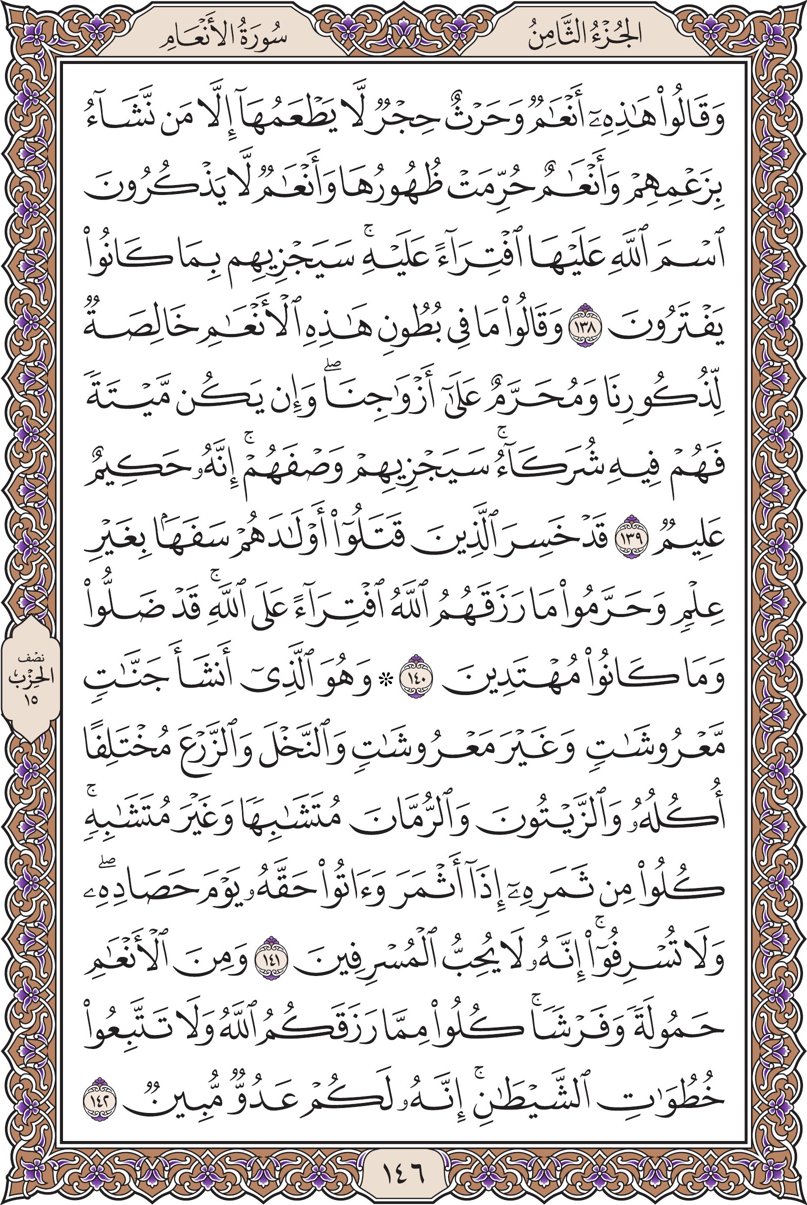 الجُزْءُ الثَّامِنُ
سُورَةُ الأَنْعَامِ
وَقَالُوا۟ هَـٰذِهِۦٓ أَنْعَـٰمٌ وَحَرْثٌ حِجْرٌ لَّا يَطْعَمُهَآ إِلَّا مَن نَّشَآءُ
بِزَعْمِهِمْ وَأَنْعَـٰمٌ حُرِّمَتْ ظُهُورُهَا وَأَنْعَـٰمٌ لَّا يَذْكُرُونَ
ٱسْمَ ٱللَّهِ عَلَيْهَا ٱفْتِرَآءً عَلَيْهِ ۚ سَيَجْزِيهِم بِمَا كَانُوا۟
يَفْتَرُونَ ١٣٨ وَقَالُوا۟ مَا فِى بُطُونِ هَـٰذِهِ ٱلْأَنْعَـٰمِ خَالِصَةٌ
لِّذُكُورِنَا وَمُحَرَّمٌ عَلَىٰٓ أَزْوَٰجِنَا ۖ وَإِن يَكُن مَّيْتَةً
فَهُمْ فِيهِ شُرَكَآءُ ۚ سَيَجْزِيهِمْ وَصْفَهُمْ ۚ إِنَّهُۥ حَكِيمٌ
عَلِيمٌ ١٣٩ قَدْ خَسِرَ ٱلَّذِينَ قَتَلُوٓا۟ أَوْلَـٰدَهُمْ سَفَهًۢا بِغَيْرِ
عِلْمٍ وَحَرَّمُوا۟ مَا رَزَقَهُمُ ٱللَّهُ ٱفْتِرَآءً عَلَى ٱللَّهِ ۚ قَدْ ضَلُّوا۟
وَمَا كَانُوا۟ مُهْتَدِينَ ١٤٠ ۞ وَهُوَ ٱلَّذِىٓ أَنشَأَ جَنَّـٰتٍ
مَّعْرُوشَـٰتٍ وَغَيْرَ مَعْرُوشَـٰتٍ وَٱلنَّخْلَ وَٱلزَّرْعَ مُخْتَلِفًا
أُكُلُهُۥ وَٱلزَّيْتُونَ وَٱلرُّمَّانَ مُتَشَـٰبِهًا وَغَيْرَ مُتَشَـٰبِهٍ ۚ
كُلُوا۟ مِن ثَمَرِهِۦٓ إِذَآ أَثْمَرَ وَءَاتُوا۟ حَقَّهُۥ يَوْمَ حَصَادِهِۦ ۖ
وَلَا تُسْرِفُوٓا۟ ۚ إِنَّهُۥ لَا يُحِبُّ ٱلْمُسْرِفِينَ ١٤١ وَمِنَ ٱلْأَنْعَـٰمِ
حَمُولَةً وَفَرْشًا ۚ كُلُوا۟ مِمَّا رَزَقَكُمُ ٱللَّهُ وَلَا تَتَّبِعُوا۟
خُطُوَٰتِ ٱلشَّيْطَـٰنِ ۚ إِنَّهُۥ لَكُمْ عَدُوٌّ مُّبِينٌ ١٤٢
نصف
الحزب
١٥
١٤٦